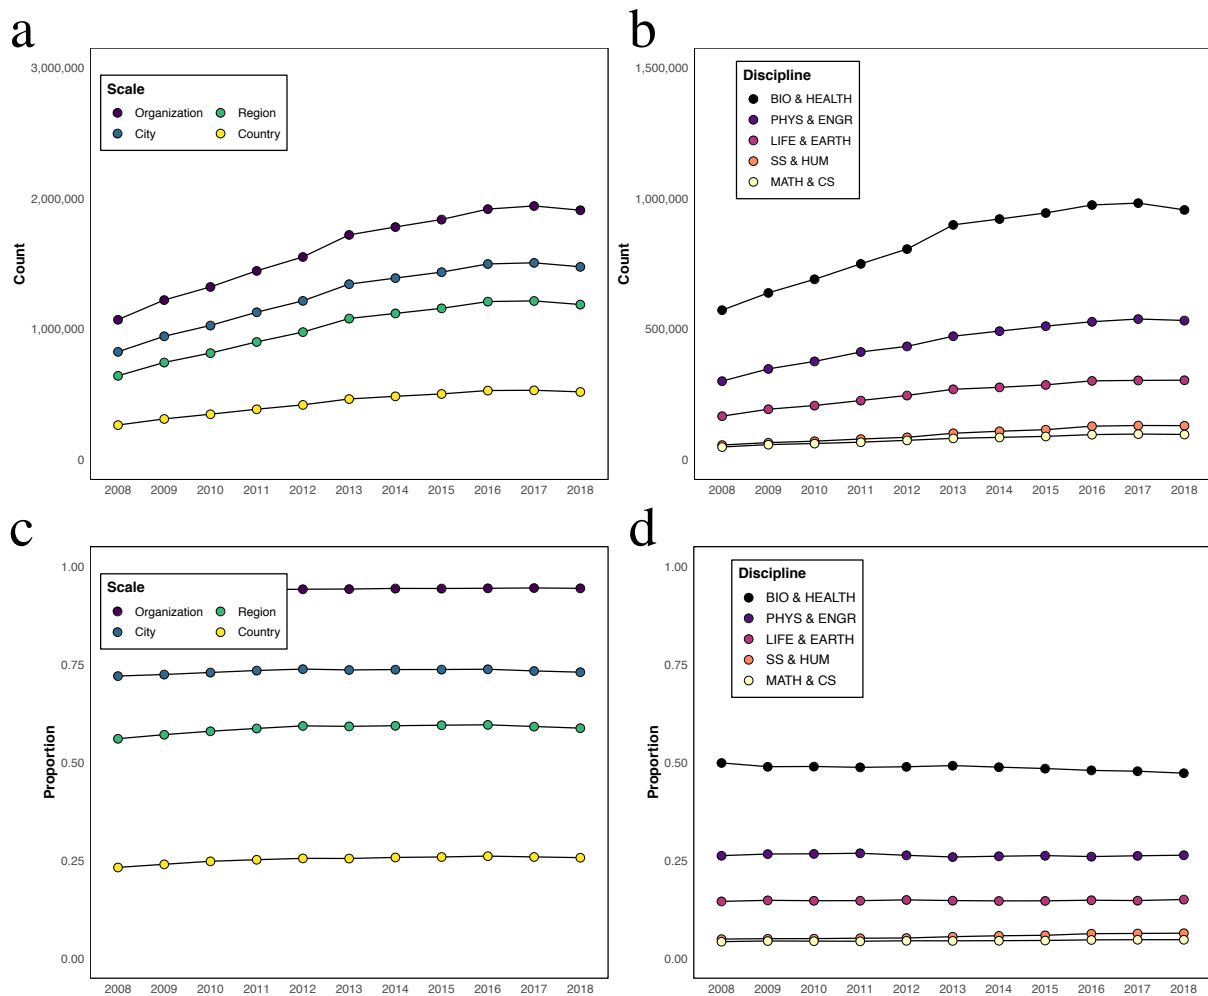 a
3,000,000
2,000,000
1,000,000
0
Count
Scale
Organization Region
City Country
2008 2009 2010 2011 2012 2013 2014 2015 2016 2017 2018
b
1,500,000
1,000,000
500,000
0
Count
Discipline
BIO & HEALTH
PHYS & ENGR
LIFE & EARTH
SS & HUM
MATH & CS
2008 2009 2010 2011 2012 2013 2014 2015 2016 2017 2018
c
1.00
0.75
0.50
0.25
0.00
Proportion
Scale
Organization Region
City Country
2008 2009 2010 2011 2012 2013 2014 2015 2016 2017 2018
d
1.00
0.75
0.50
0.25
0.00
Proportion
Discipline
BIO & HEALTH
PHYS & ENGR
LIFE & EARTH
SS & HUM
MATH & CS
2008 2009 2010 2011 2012 2013 2014 2015 2016 2017 2018